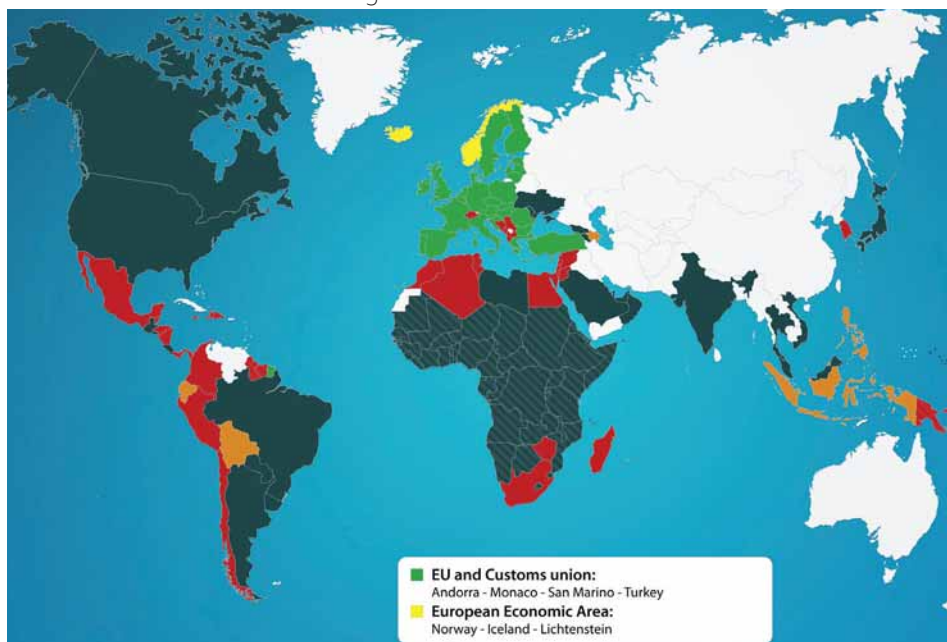 EU and Customs union:
Andorra - Monaco - San Marino - Turkey
European Economic Area:
Norway - Iceland - Lichtenstein